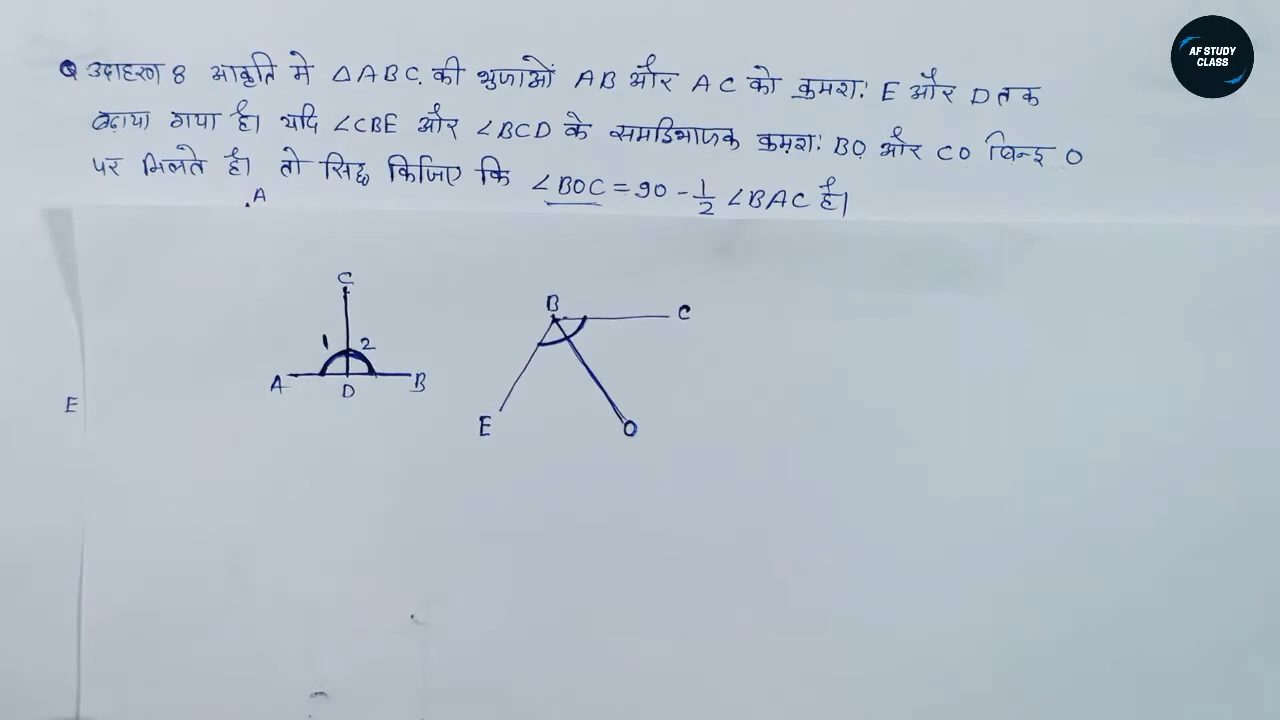 Q उदाहरण 8 आकृति मे △ABC. की भुजाओं AB और AC को क्रमश: E और D तक
बढ़ाया गया है। यदि ∠CBE और ∠BCD के समद्विभाजक क्रमश: BO और CO बिन्दु O
पर मिलते है। तो सिद्ध किजिए कि ∠BOC = 90 - 1/2 ∠BAC है।
.A
C
1 2
A D B
B C
E O
E
AF STUDY
CLASS